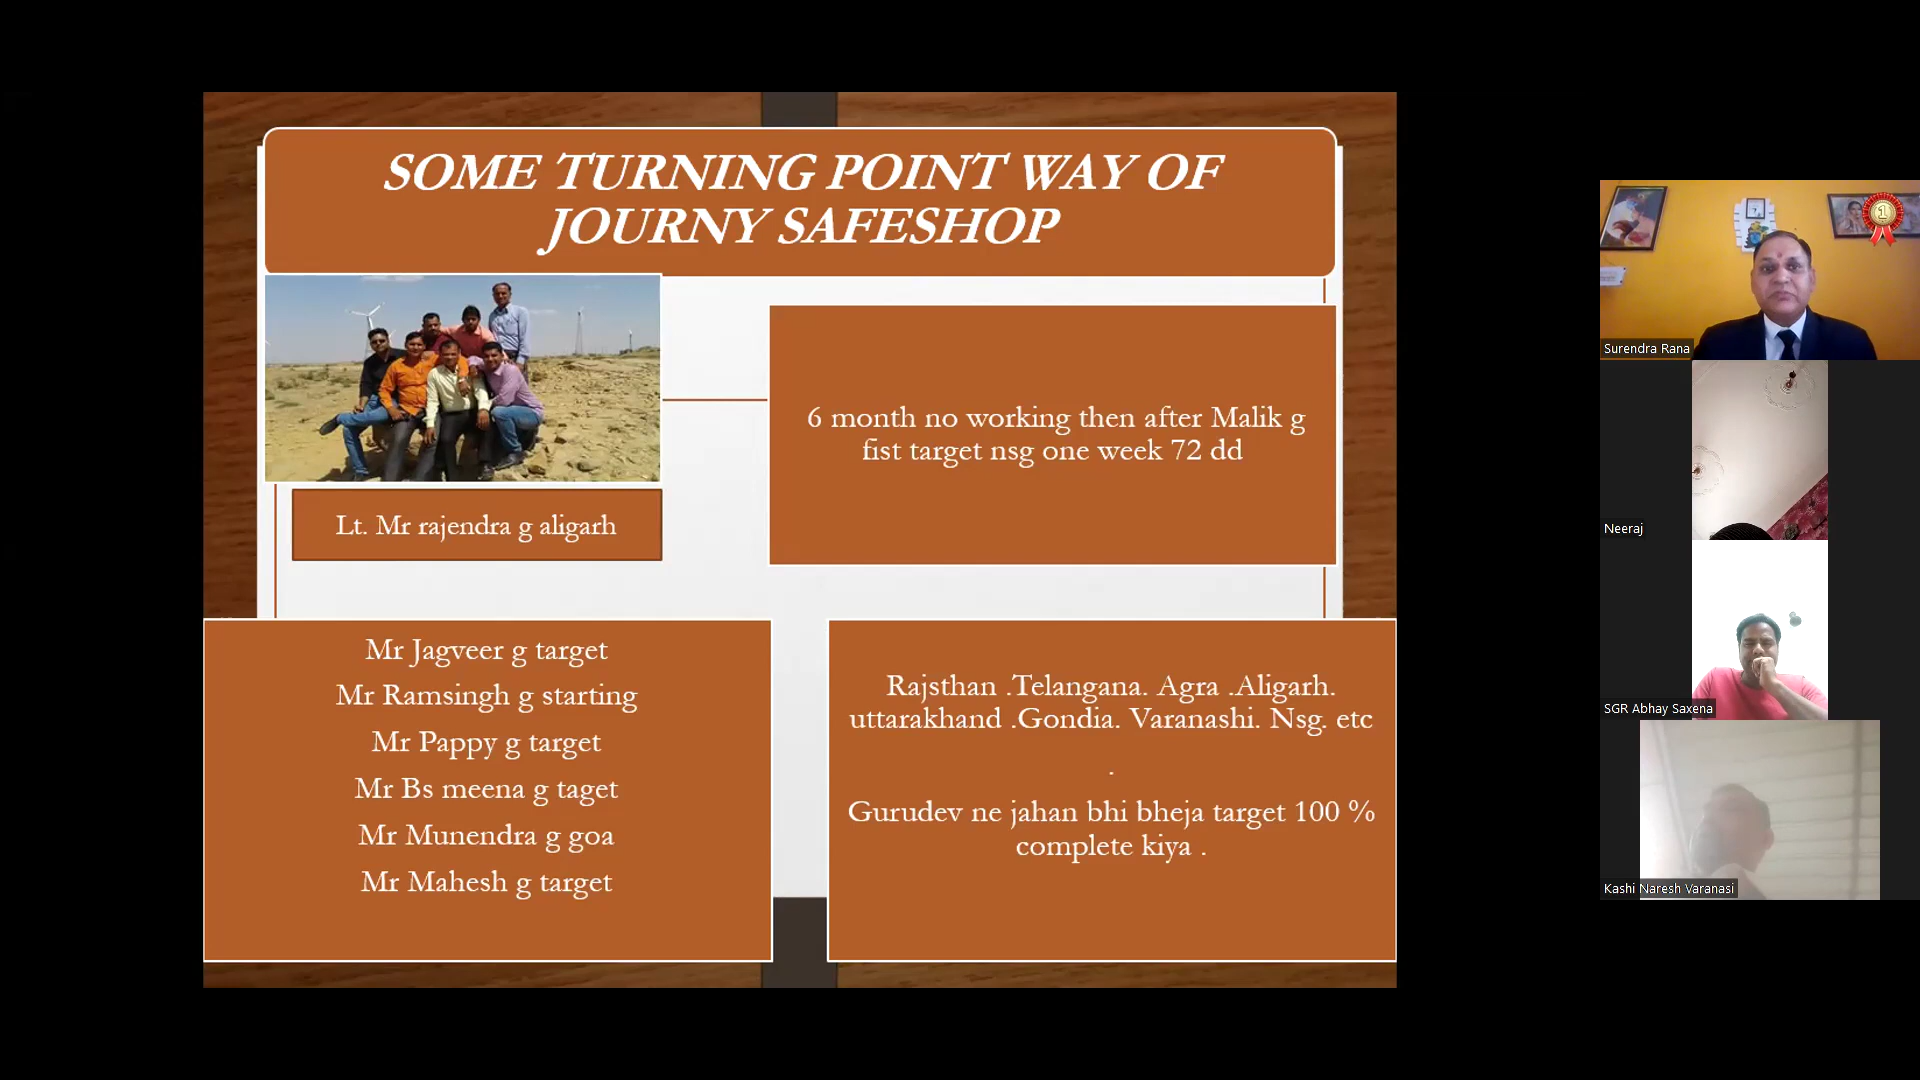 SOME TURNING POINT WAY OF
JOURNY SAFESHOP
6 month no working then after Malik g
fist target nsg one week 72 dd
Lt. Mr rajendra g aligarh
Mr Jagveer g target
Mr Ramsingh g starting
Mr Pappy g target
Mr Bs meena g taget
Mr Munendra g goa
Mr Mahesh g target
Rajsthan .Telangana. Agra .Aligarh.
uttarakhand .Gondia. Varanashi. Nsg. etc
.
Gurudev ne jahan bhi bheja target 100 %
complete kiya .
1
Surendra Rana
Neeraj
SGR Abhay Saxena
Kashi Naresh Varanasi